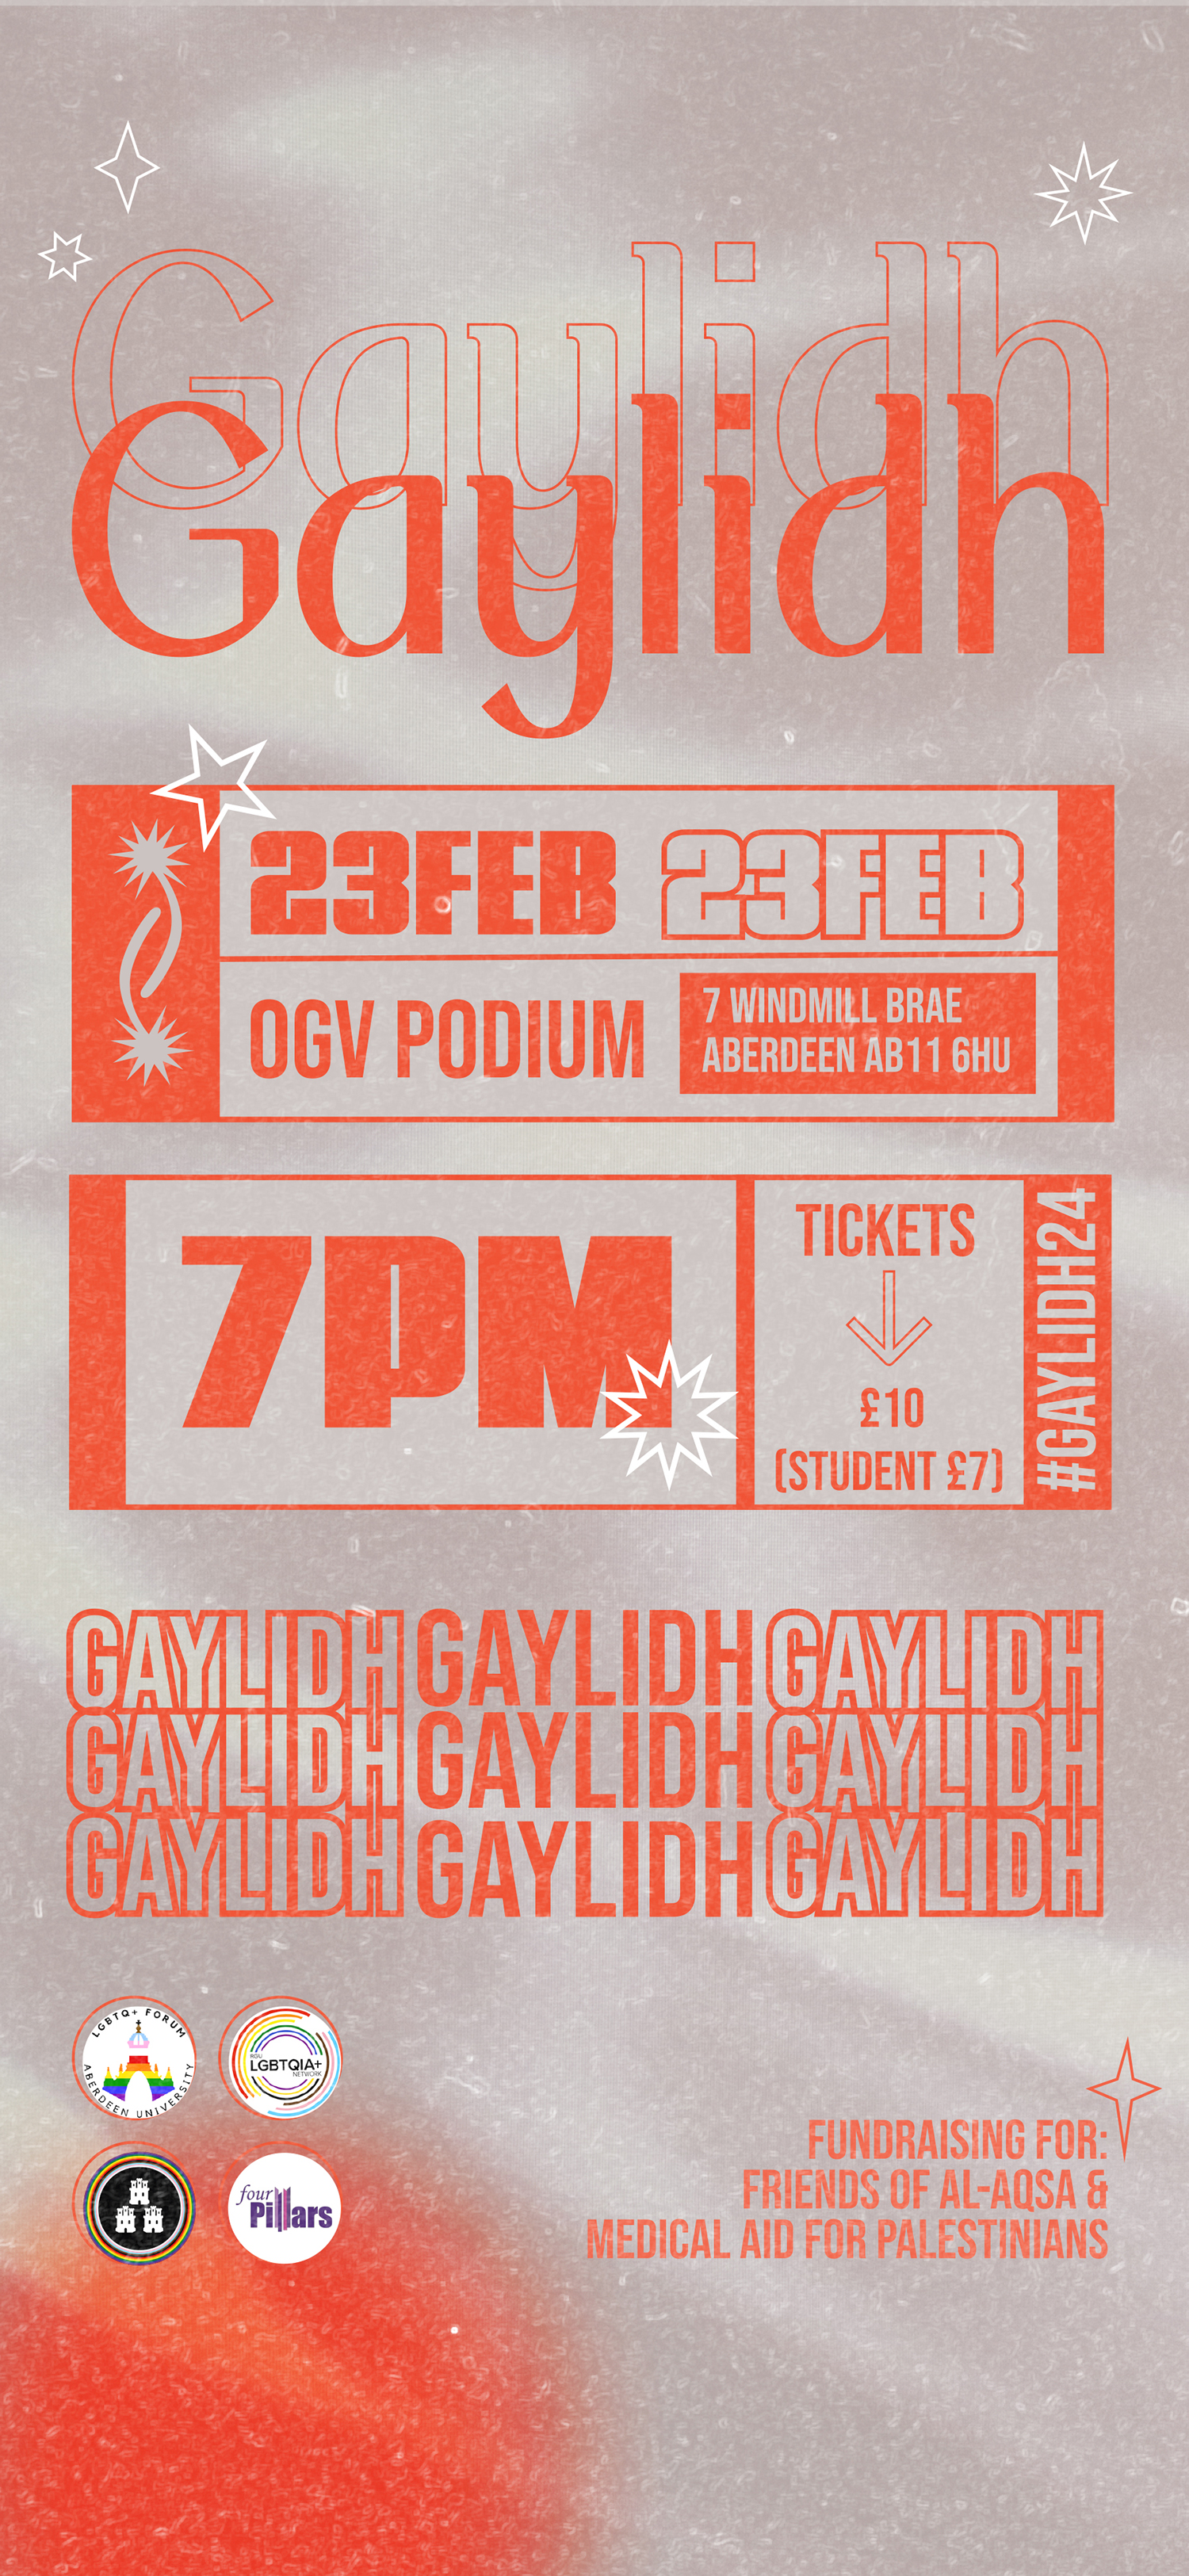 Gaylidh
Gaylidh
23FEB 23FEB
OGV PODIUM
7 WINDMILL BRAE
ABERDEEN AB11 6HU
7PM
TICKETS
£10
(STUDENT £7)
#GAYLIDH24
GAYLIDH GAYLIDH GAYLIDH
GAYLIDH GAYLIDH GAYLIDH
GAYLIDH GAYLIDH GAYLIDH
LGBTQ+ FORUM
ABERDEEN UNIVERSITY
RGU
LGBTQIA+
NETWORK
four
Pillars
FUNDRAISING FOR:
FRIENDS OF AL-AQSA &
MEDICAL AID FOR PALESTINIANS